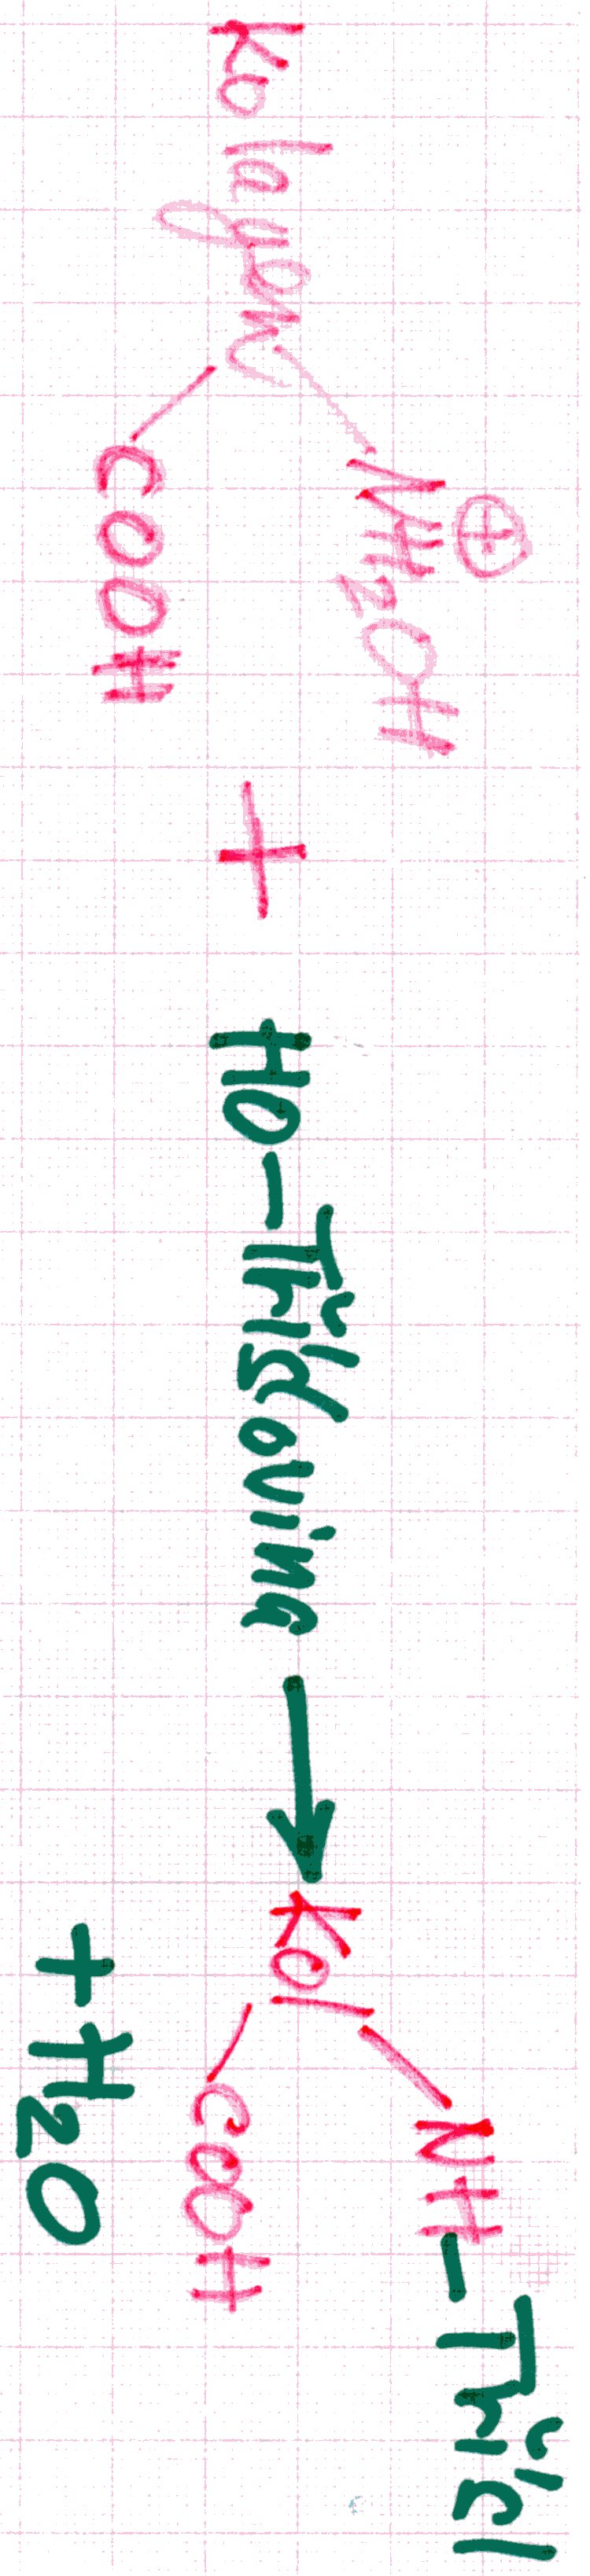 ⊕
NH2OH
Kolagen
COOH
+
HO-Tříslovina
→
NH-Třísl
Kol
COOH
+H2O